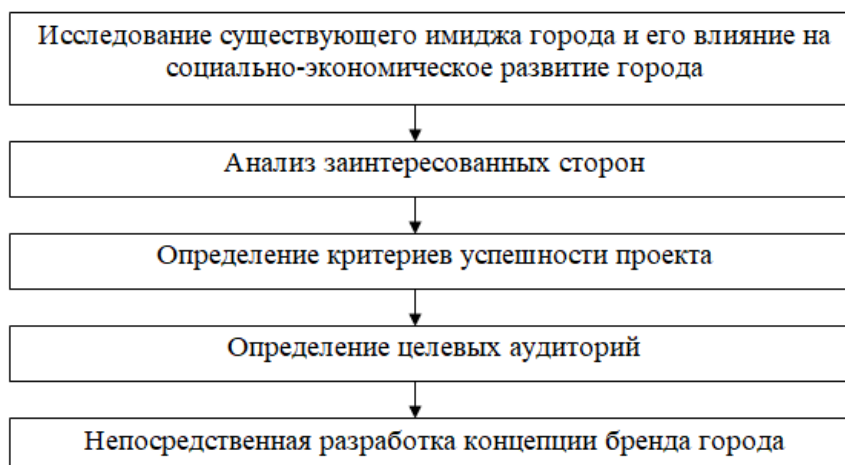 Исследование существующего имиджа города и его влияние на
социально-экономическое развитие города
Анализ заинтересованных сторон
Определение критериев успешности проекта
Определение целевых аудиторий
Непосредственная разработка концепции бренда города